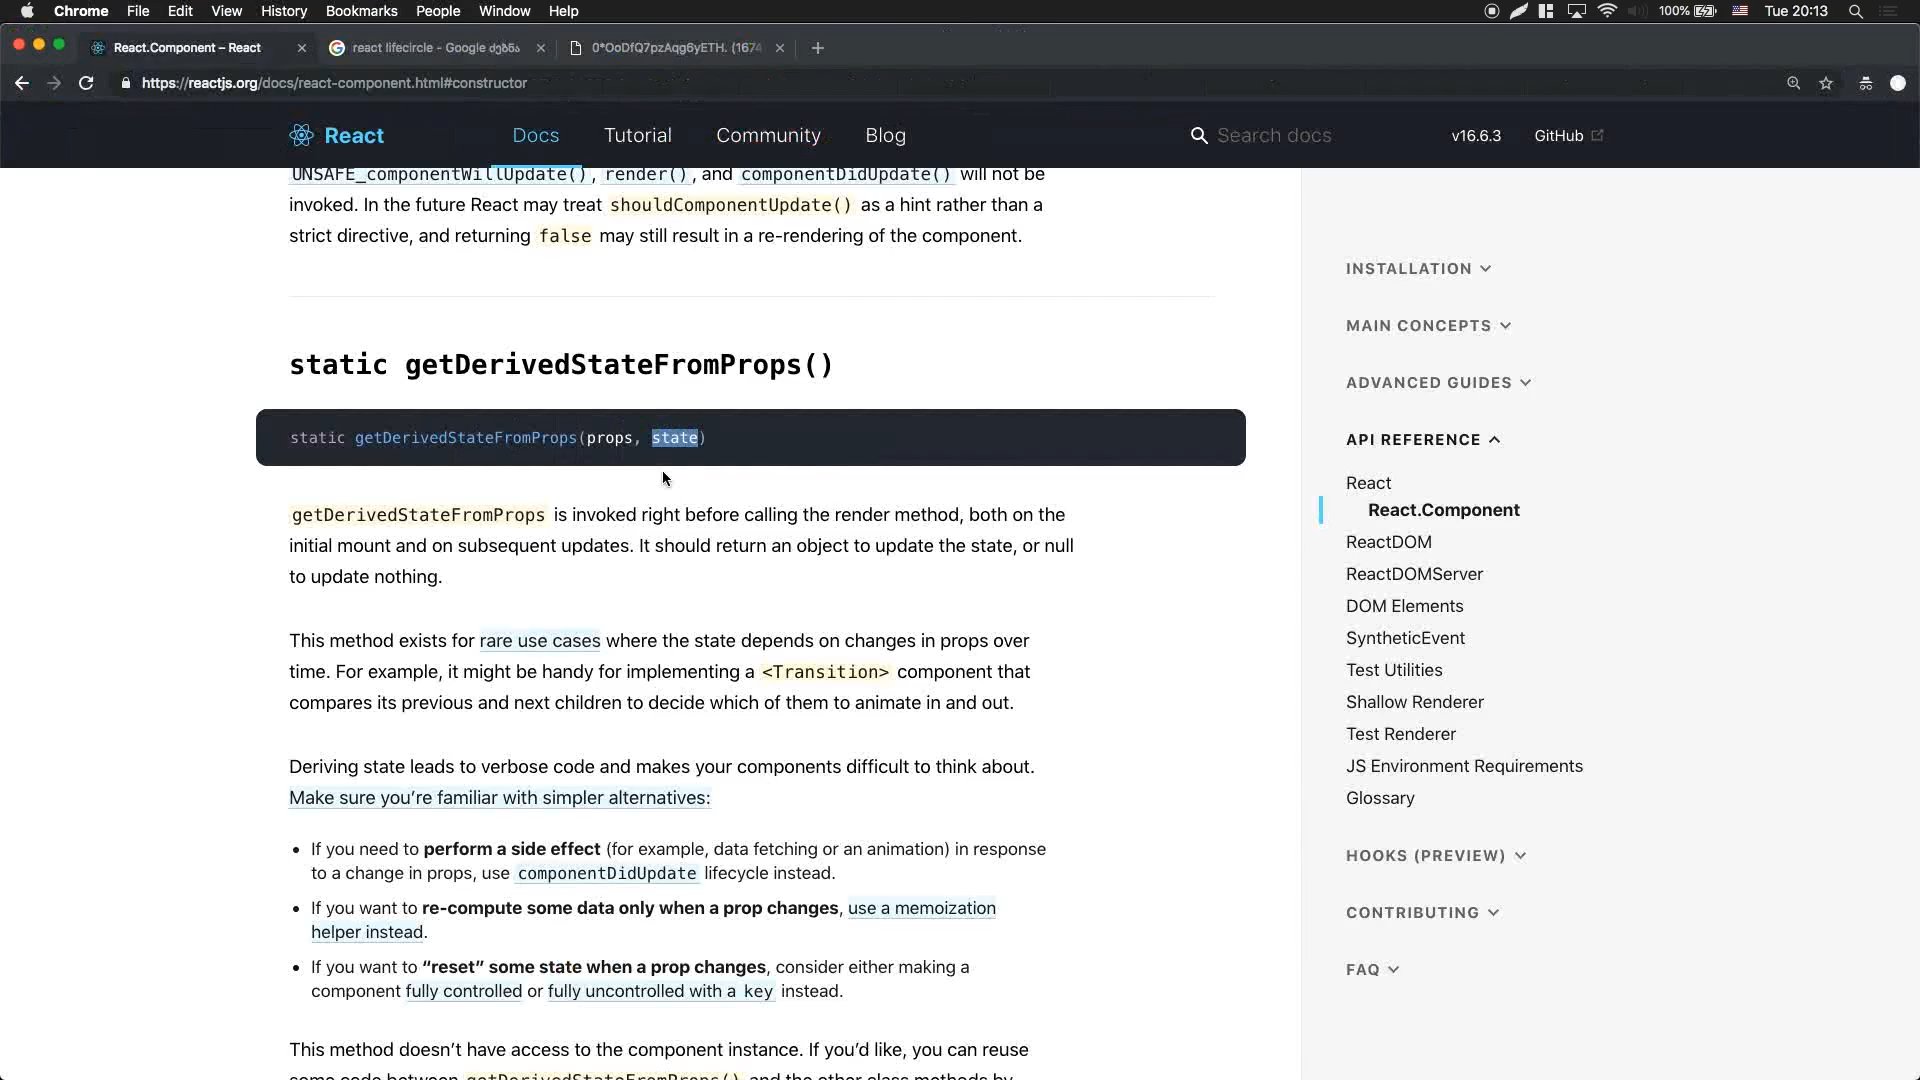 Chrome File Edit View History Bookmarks People Window Help 100% Tue 20:13
React.Component – React react lifecircle - Google ძებნა 0*OoDfQ7pzAqg6yETH. (1674
https://reactjs.org/docs/react-component.html#constructor
React Docs Tutorial Community Blog Search docs v16.6.3 GitHub
UNSAFE_componentWillUpdate(), render(), and componentDidUpdate() will not be
invoked. In the future React may treat shouldComponentUpdate() as a hint rather than a
strict directive, and returning false may still result in a re-rendering of the component.
static getDerivedStateFromProps()
static getDerivedStateFromProps(props, state)
getDerivedStateFromProps is invoked right before calling the render method, both on the
initial mount and on subsequent updates. It should return an object to update the state, or null
to update nothing.
This method exists for rare use cases where the state depends on changes in props over
time. For example, it might be handy for implementing a <Transition> component that
compares its previous and next children to decide which of them to animate in and out.
Deriving state leads to verbose code and makes your components difficult to think about.
Make sure you’re familiar with simpler alternatives:
• If you need to perform a side effect (for example, data fetching or an animation) in response
to a change in props, use componentDidUpdate lifecycle instead.
• If you want to re-compute some data only when a prop changes, use a memoization
helper instead.
• If you want to “reset” some state when a prop changes, consider either making a
component fully controlled or fully uncontrolled with a key instead.
This method doesn’t have access to the component instance. If you’d like, you can reuse
some code between getDerivedStateFromProps() and the other class methods by
INSTALLATION
MAIN CONCEPTS
ADVANCED GUIDES
API REFERENCE
React
React.Component
ReactDOM
ReactDOMServer
DOM Elements
SyntheticEvent
Test Utilities
Shallow Renderer
Test Renderer
JS Environment Requirements
Glossary
HOOKS (PREVIEW)
CONTRIBUTING
FAQ